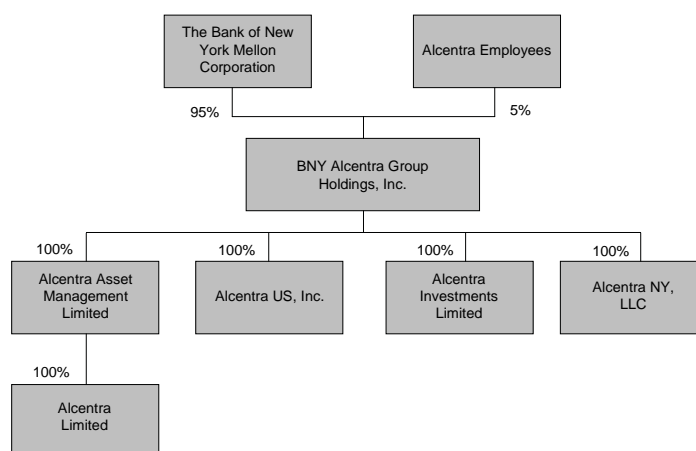 The Bank of New
York Mellon
Corporation
Alcentra Employees
95%
5%
BNY Alcentra Group
Holdings, Inc.
100%
100%
100%
100%
Alcentra Asset
Management
Limited
Alcentra US, Inc.
Alcentra
Investments
Limited
Alcentra NY,
LLC
100%
Alcentra
Limited